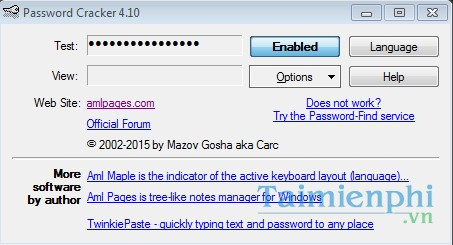 Password Cracker 4.10
Test: ●●●●●●●●●●●●●●●● Enabled Language
View: Options Help
Web Site: amlpages.com Does not work?
Official Forum Try the Password-Find service
© 2002-2015 by Mazov Gosha aka Carc
More software by author
Aml Maple is the indicator of the active keyboard layout (language)...
Aml Pages is tree-like notes manager for Windows
TwinkiePaste - quickly typing text and password to any place
Taimienphi
.vn